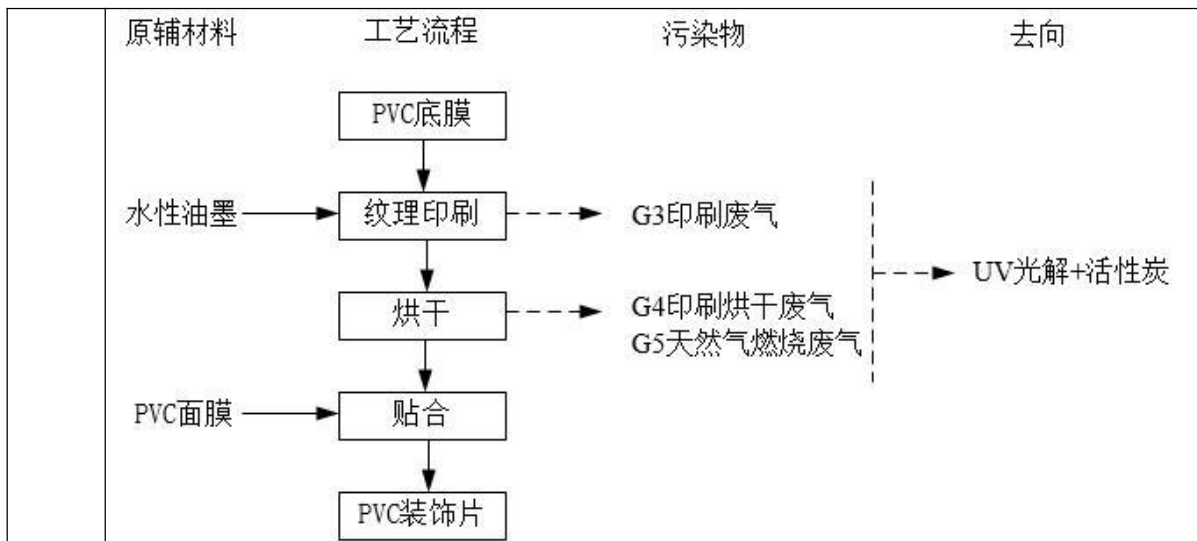 原辅材料 工艺流程 污染物 去向
PVC底膜
水性油墨 纹理印刷 G3印刷废气
UV光解+活性炭
烘干 G4印刷烘干废气
G5天然气燃烧废气
PVC面膜 贴合
PVC装饰片